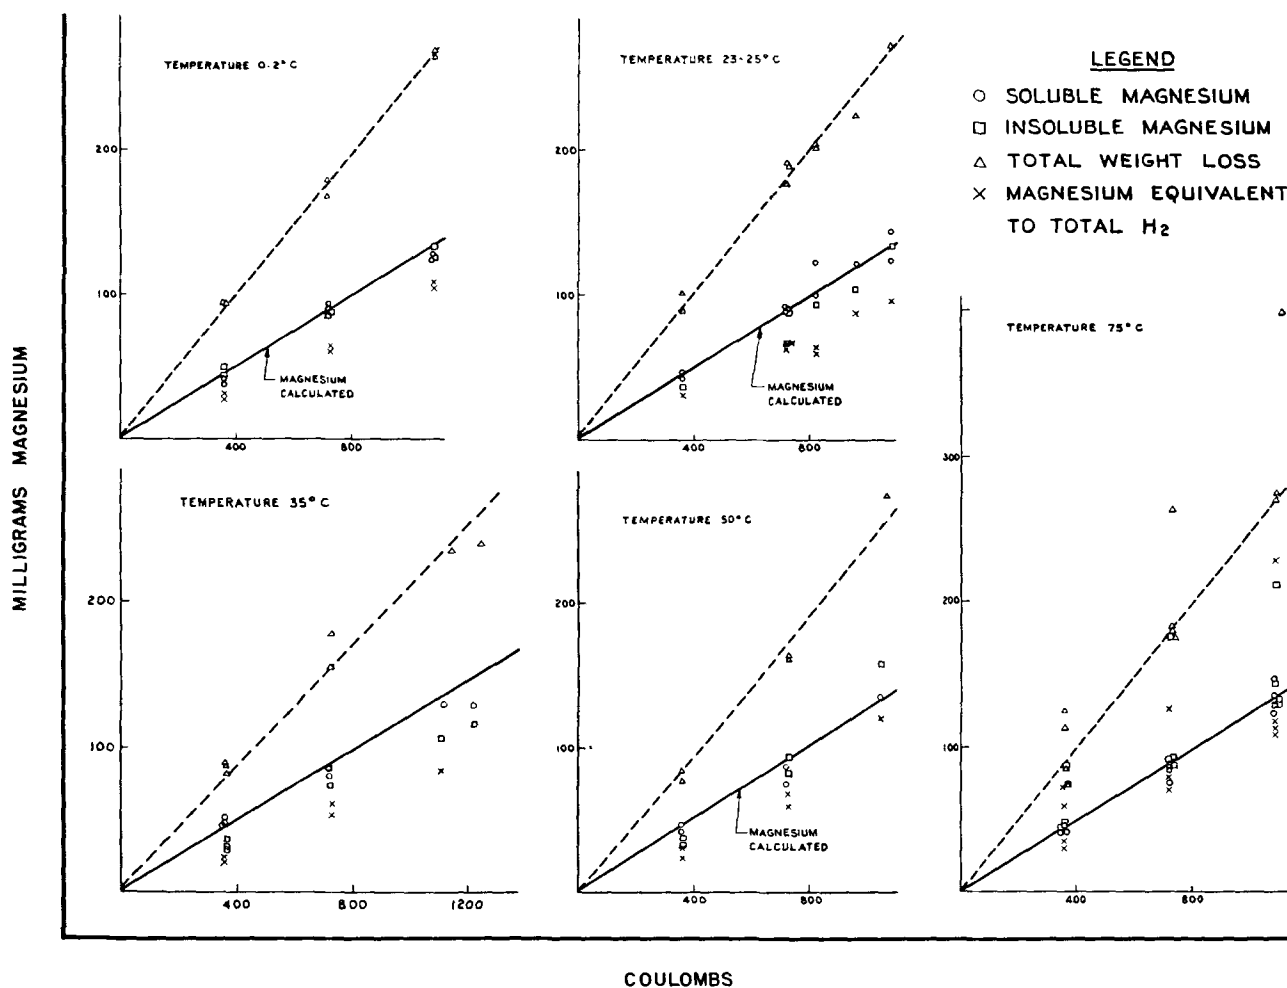 MILLIGRAMS MAGNESIUM
TEMPERATURE 0-2°C
200
100
MAGNESIUM
CALCULATED
400
800
TEMPERATURE 23-25°C
200
100
MAGNESIUM
CALCULATED
400
800
LEGEND
○ SOLUBLE MAGNESIUM
□ INSOLUBLE MAGNESIUM
△ TOTAL WEIGHT LOSS
× MAGNESIUM EQUIVALENT
TO TOTAL H2
TEMPERATURE 35°C
200
100
400
800
1200
TEMPERATURE 50°C
200
100
MAGNESIUM
CALCULATED
400
800
TEMPERATURE 75°C
300
200
100
400
800
COULOMBS